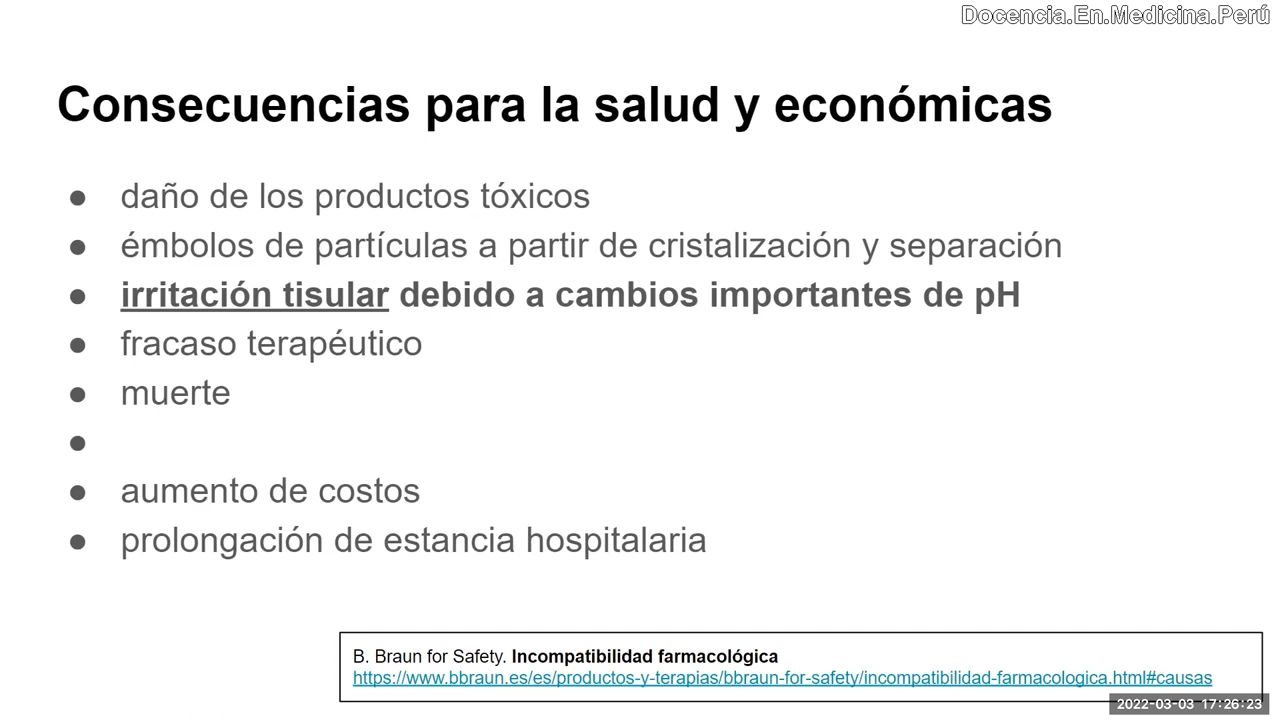 Docencia.En.Medicina.Perú
Consecuencias para la salud y económicas
● daño de los productos tóxicos
● émbolos de partículas a partir de cristalización y separación
● irritación tisular debido a cambios importantes de pH
● fracaso terapéutico
● muerte
●
● aumento de costos
● prolongación de estancia hospitalaria
B. Braun for Safety. Incompatibilidad farmacológica
https://www.bbraun.es/es/productos-y-terapias/bbraun-for-safety/incompatibilidad-farmacologica.html#causas
2022-03-03 17:26:23